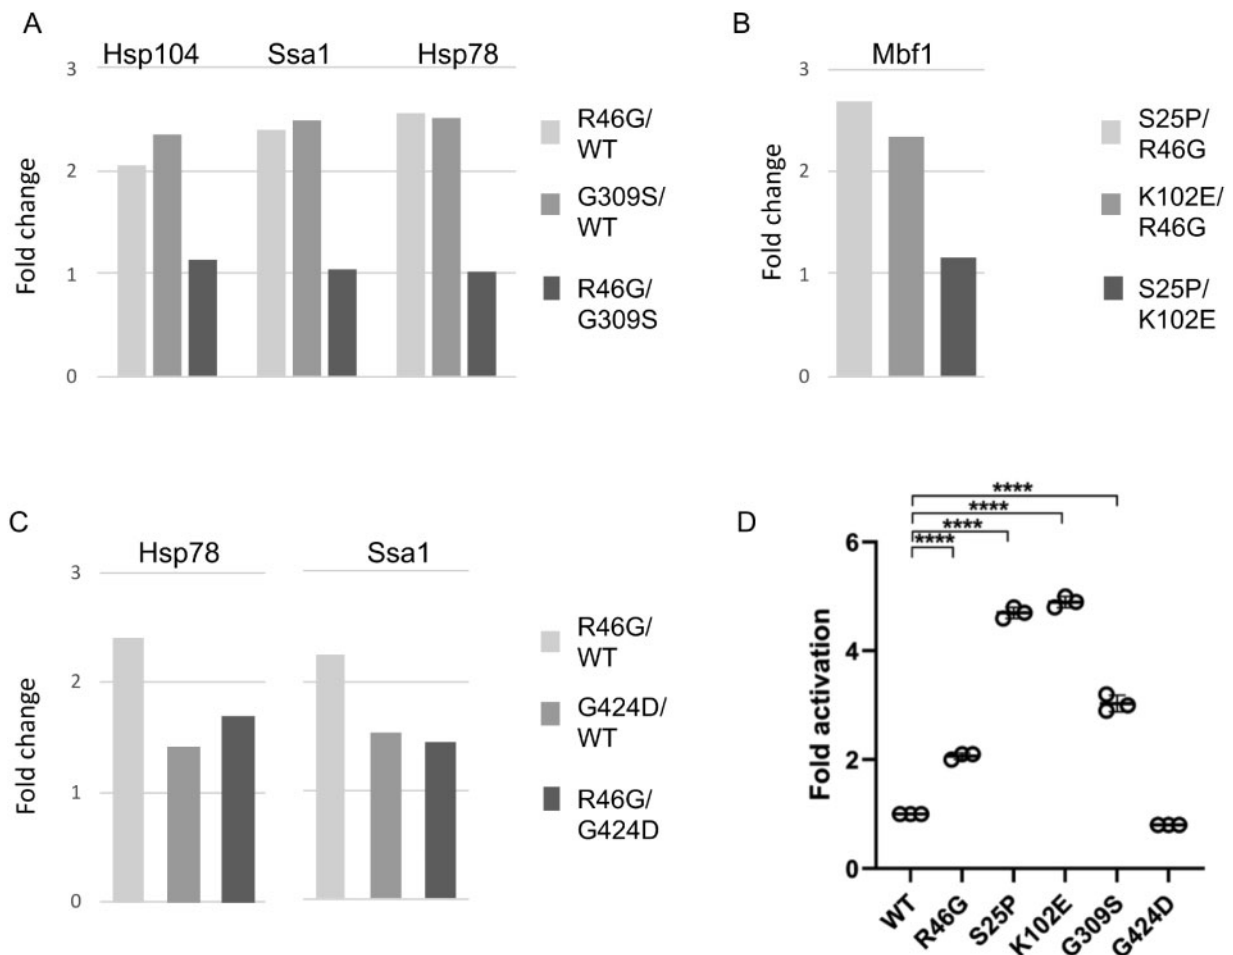 A
Hsp104 Ssa1 Hsp78
3
2
1
0
Fold change
R46G/
WT
G309S/
WT
R46G/
G309S
B
Mbf1
3
2
1
0
Fold change
S25P/
R46G
K102E/
R46G
S25P/
K102E
C
Hsp78 Ssa1
3
2
1
0
Fold change
R46G/
WT
G424D/
WT
R46G/
G424D
D
****
****
****
****
6
4
2
0
Fold activation
WT
R46G
S25P
K102E
G309S
G424D